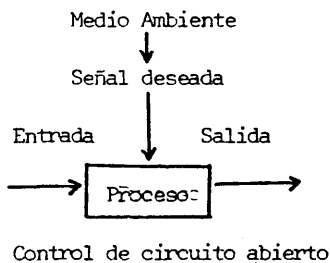 Medio Ambiente
Señal deseada
Entrada Salida
Proceso
Control de circuito abierto